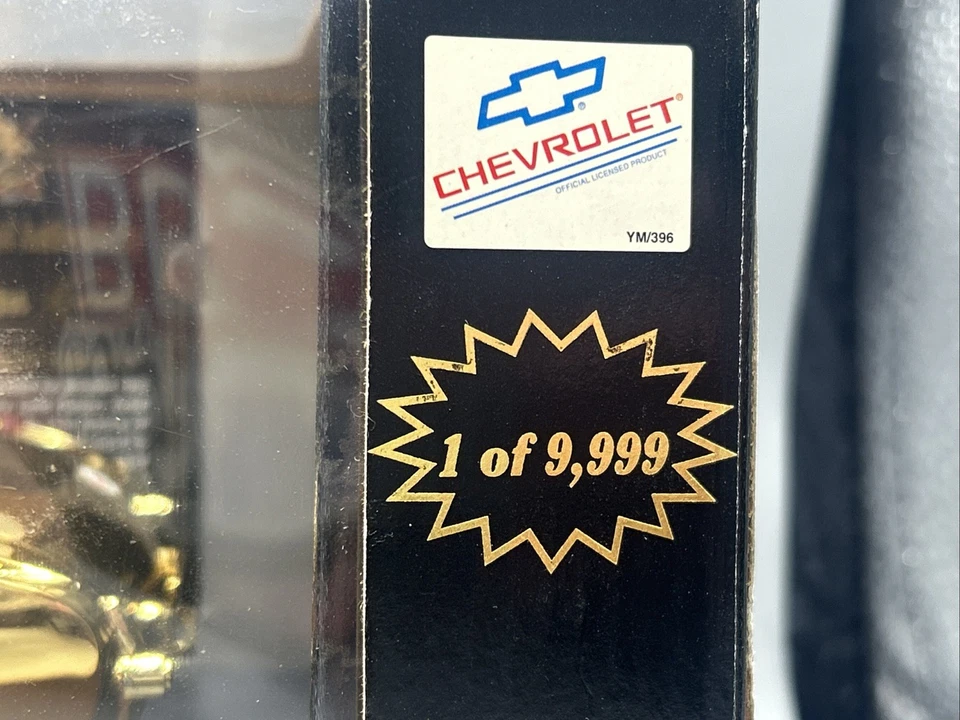 CHEVROLET®
OFFICIAL LICENSED PRODUCT
YM/396
1 of 9,999